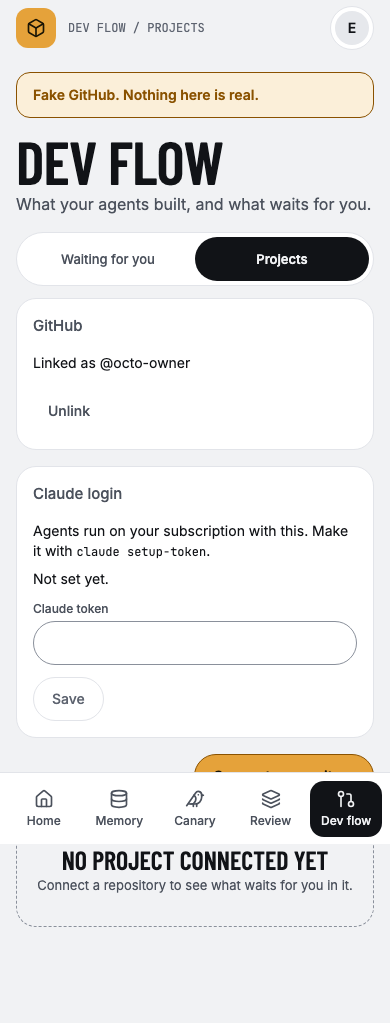 DEV FLOW / PROJECTS
E
Fake GitHub. Nothing here is real.
DEV FLOW
What your agents built, and what waits for you.
Waiting for you
Projects
GitHub
Linked as @octo-owner
Unlink
Claude login
Agents run on your subscription with this. Make
it with claude setup-token.
Not set yet.
Claude token
Save
Home
Memory
Canary
Review
Dev flow
NO PROJECT CONNECTED YET
Connect a repository to see what waits for you in it.